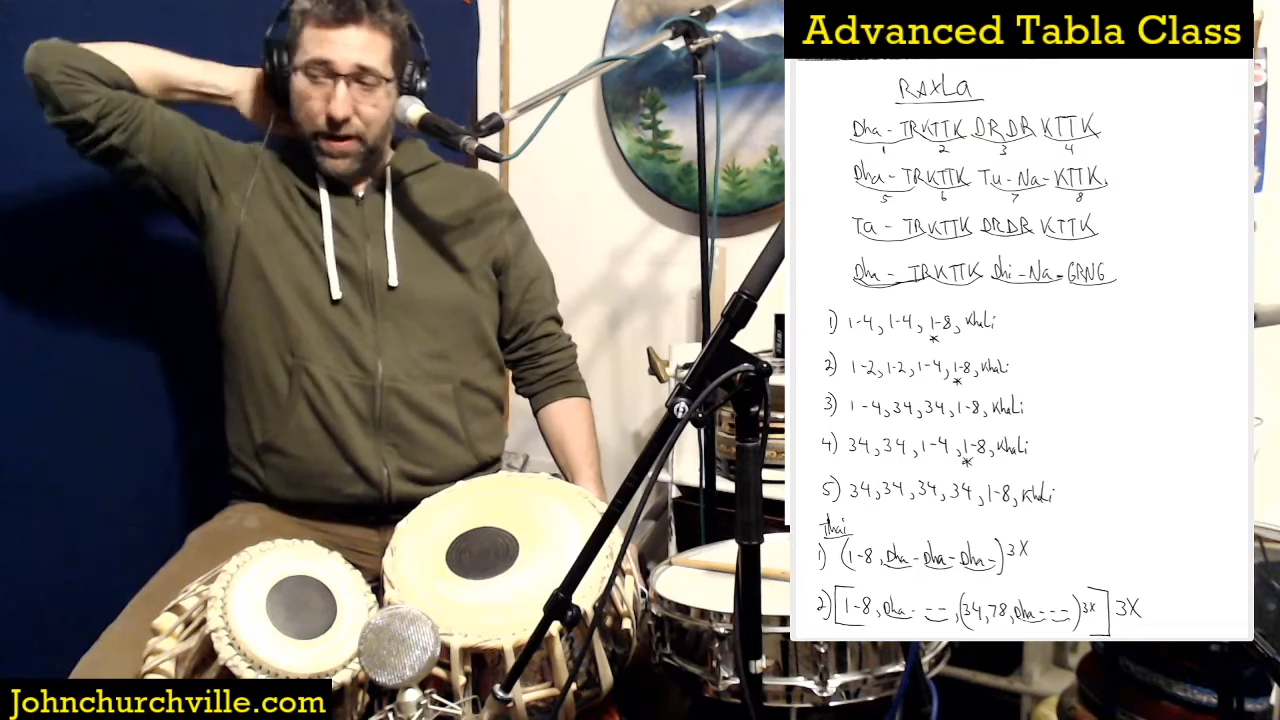 Advanced Tabla Class
RAxLa
Dha - TRKTTK DRDR KTTK
1 2 3 4
Dha - TRKTTK Tu - Na - KTTK
5 6 7 8
Ta - TRKTTK DRDR KTTK
Dha - TRKTTK Dhi - Na - GRNG
1) 1-4, 1-4, 1-8, Khali
*
2) 1-2, 1-2, 1-4, 1-8, Khali
*
3) 1-4, 34, 34, 1-8, Khali
4) 34, 34, 1-4, 1-8, Khali
*
5) 34, 34, 34, 34, 1-8, Khali
1) (1-8, Dha - Dha - Dha -) 3X
2) [1-8, Dha - - -, (34, 78, Dha - - -) 3X] 3X
Johnchurchville.com